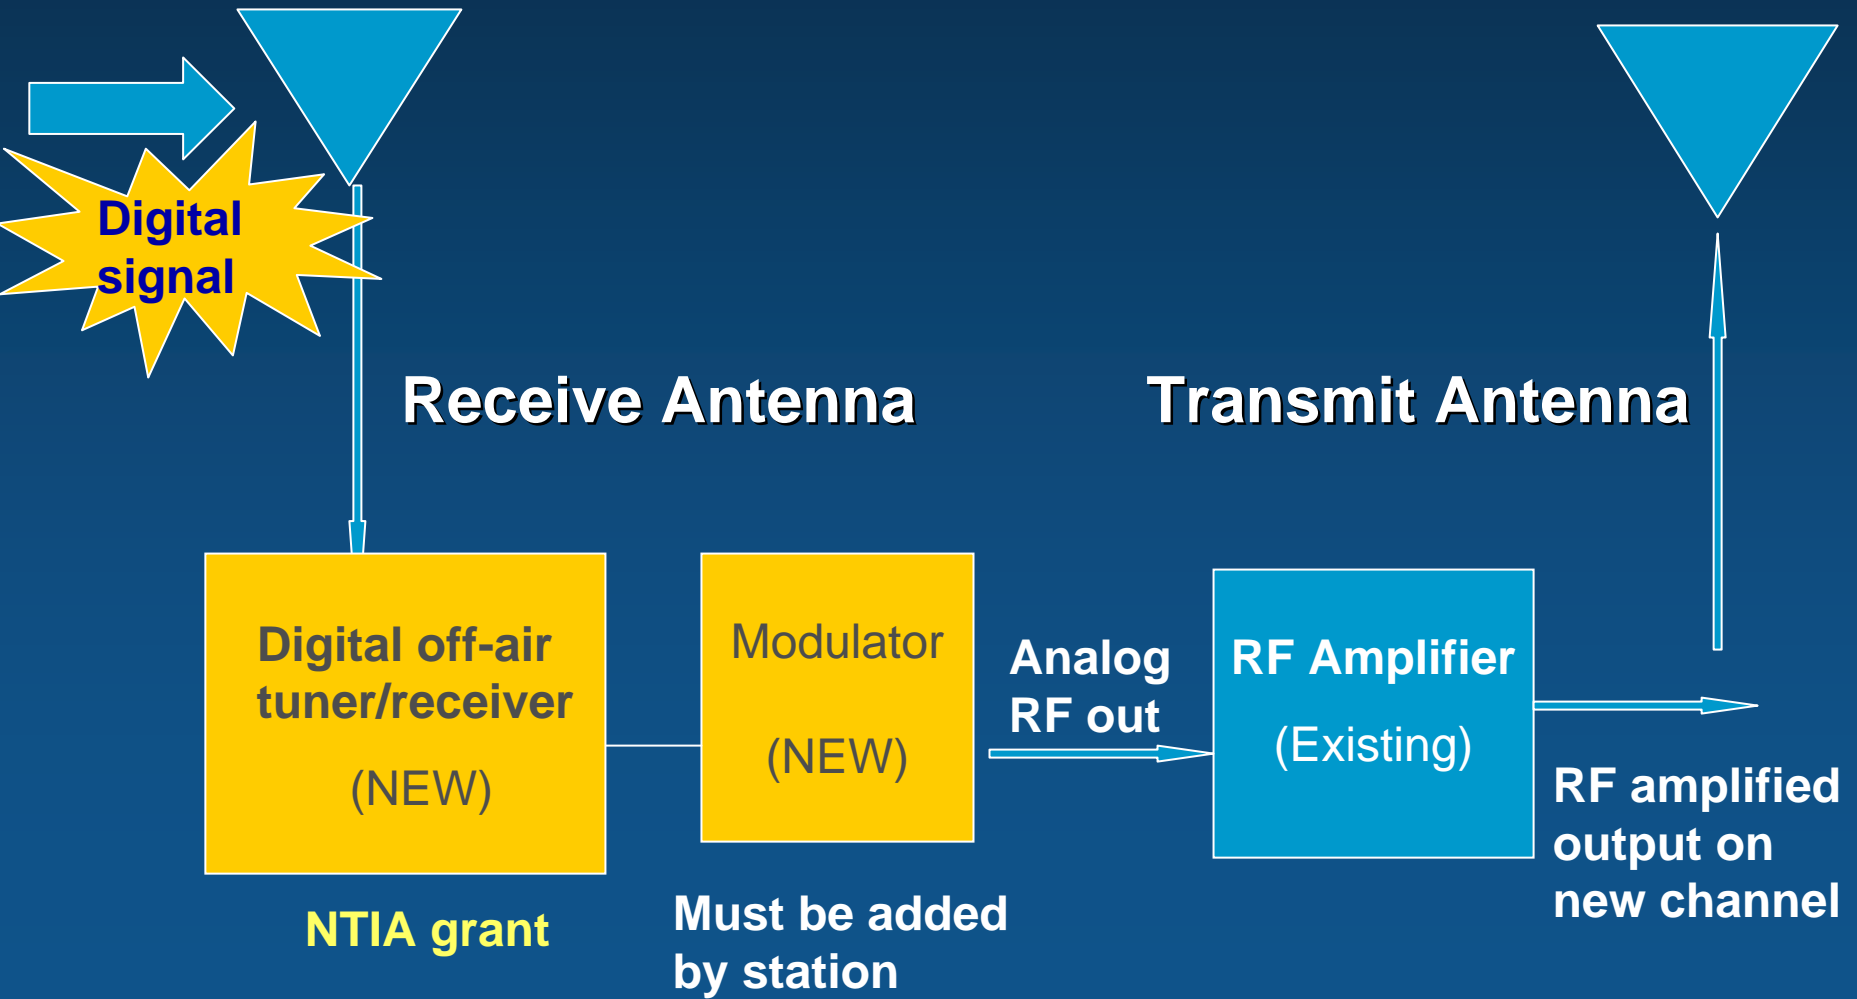 Digital
signal
Receive Antenna
Transmit Antenna
Digital off-air
tuner/receiver
(NEW)
Modulator
(NEW)
Analog
RF out
RF Amplifier
(Existing)
RF amplified
output on
new channel
NTIA grant
Must be added
by station